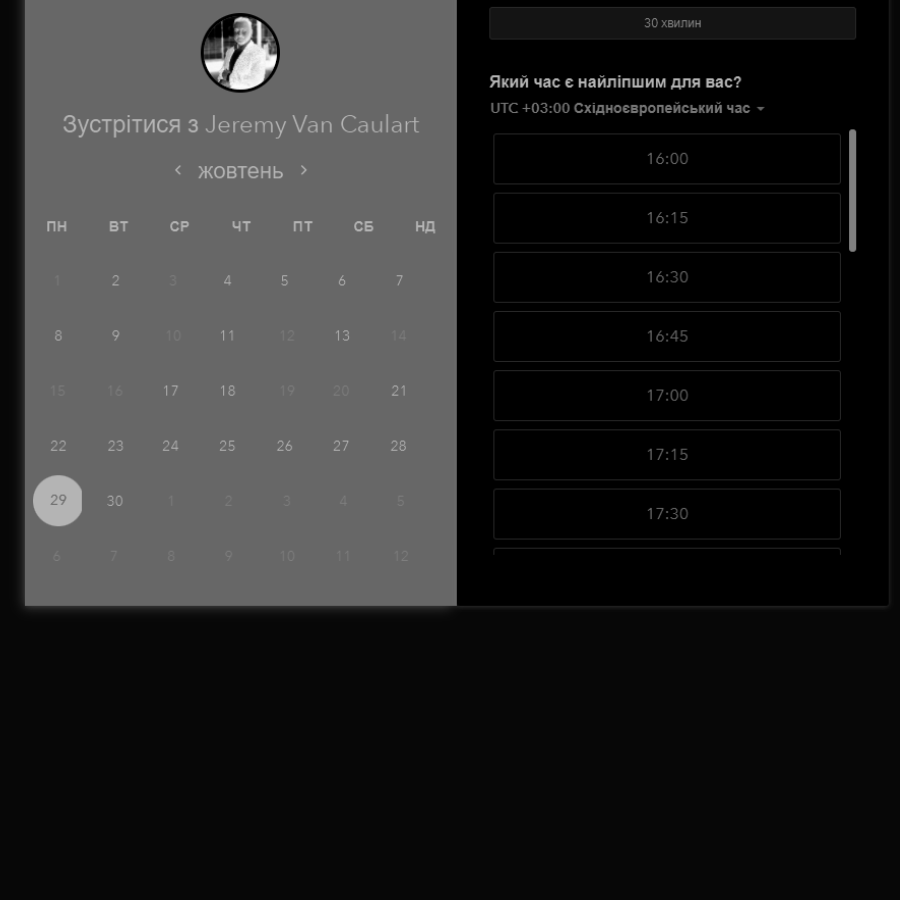 Зустрітися з Jeremy Van Caulart
жовтень
ПН ВТ СР ЧТ ПТ СБ НД
1 2 3 4 5 6 7
8 9 10 11 12 13 14
15 16 17 18 19 20 21
22 23 24 25 26 27 28
29 30 1 2 3 4 5
6 7 8 9 10 11 12
30 хвилин
Який час є найліпшим для вас?
UTC +03:00 Східноєвропейський час
16:00
16:15
16:30
16:45
17:00
17:15
17:30